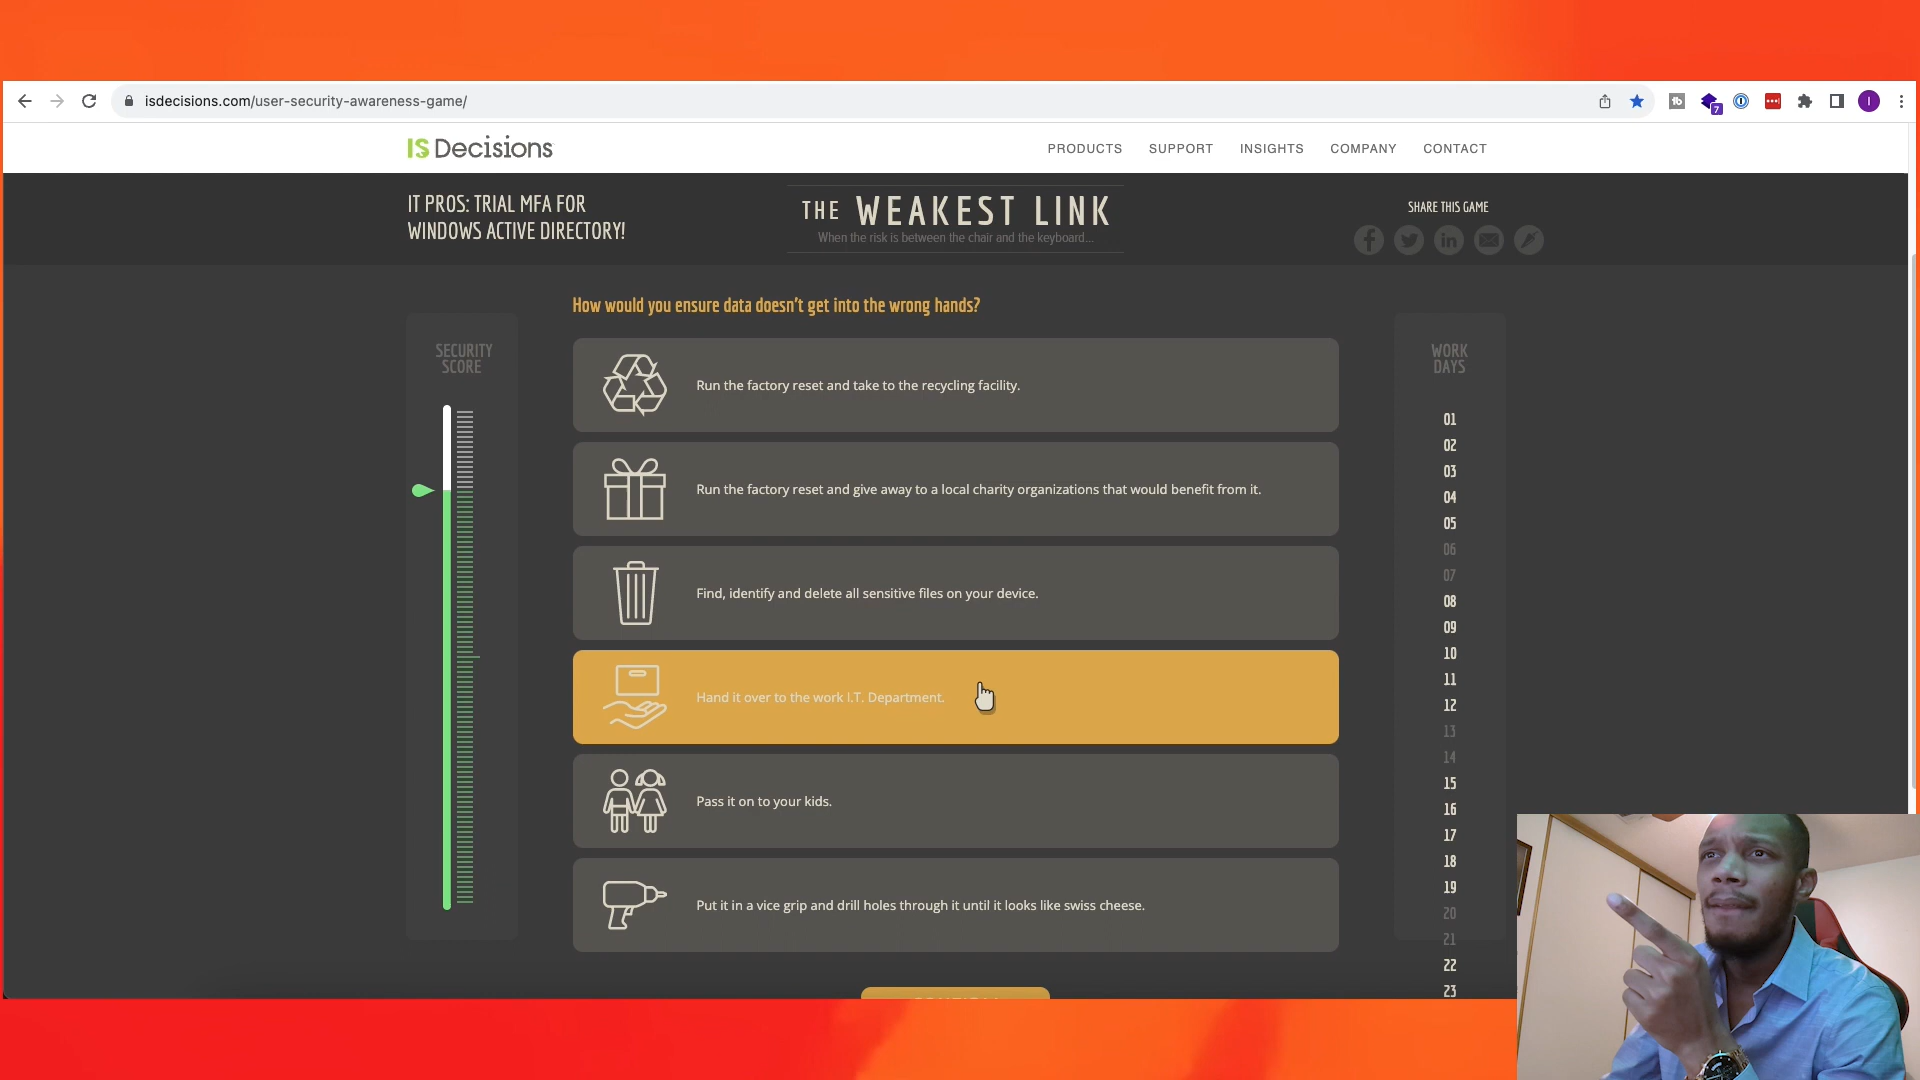 isdecisions.com/user-security-awareness-game/
7
I
IS Decisions
PRODUCTS
SUPPORT
INSIGHTS
COMPANY
CONTACT
IT PROS: TRIAL MFA FOR
WINDOWS ACTIVE DIRECTORY!
THE WEAKEST LINK
When the risk is between the chair and the keyboard...
SHARE THIS GAME
How would you ensure data doesn't get into the wrong hands?
SECURITY
SCORE
Run the factory reset and take to the recycling facility.
Run the factory reset and give away to a local charity organizations that would benefit from it.
Find, identify and delete all sensitive files on your device.
Hand it over to the work I.T. Department.
Pass it on to your kids.
Put it in a vice grip and drill holes through it until it looks like swiss cheese.
WORK
DAYS
01
02
03
04
05
06
07
08
09
10
11
12
13
14
15
16
17
18
19
20
21
22
23